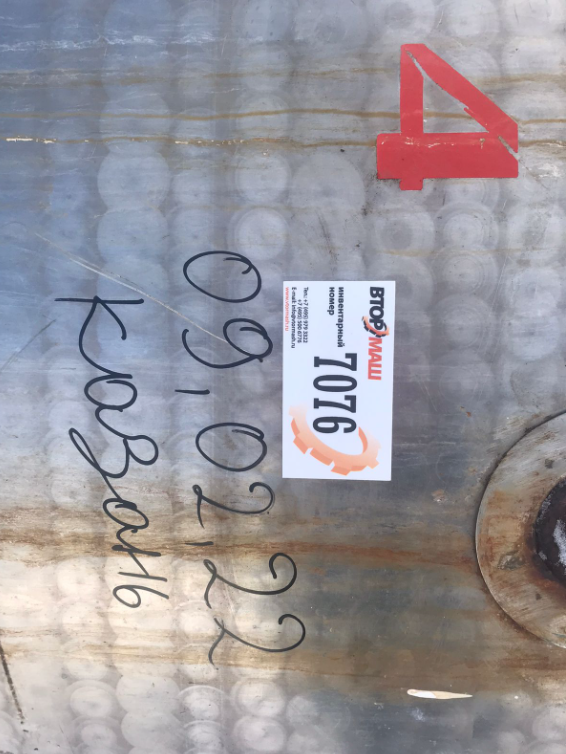 4
ВТОРМАШ
инвентарный
номер
7076
09.02.22
Казань